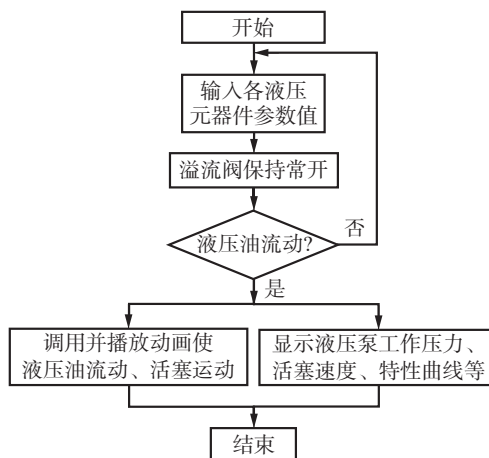 开始
输入各液压
元器件参数值
溢流阀保持常开
液压油流动?
否
是
调用并播放动画使
液压油流动、活塞运动
显示液压泵工作压力、
活塞速度、特性曲线等
结束